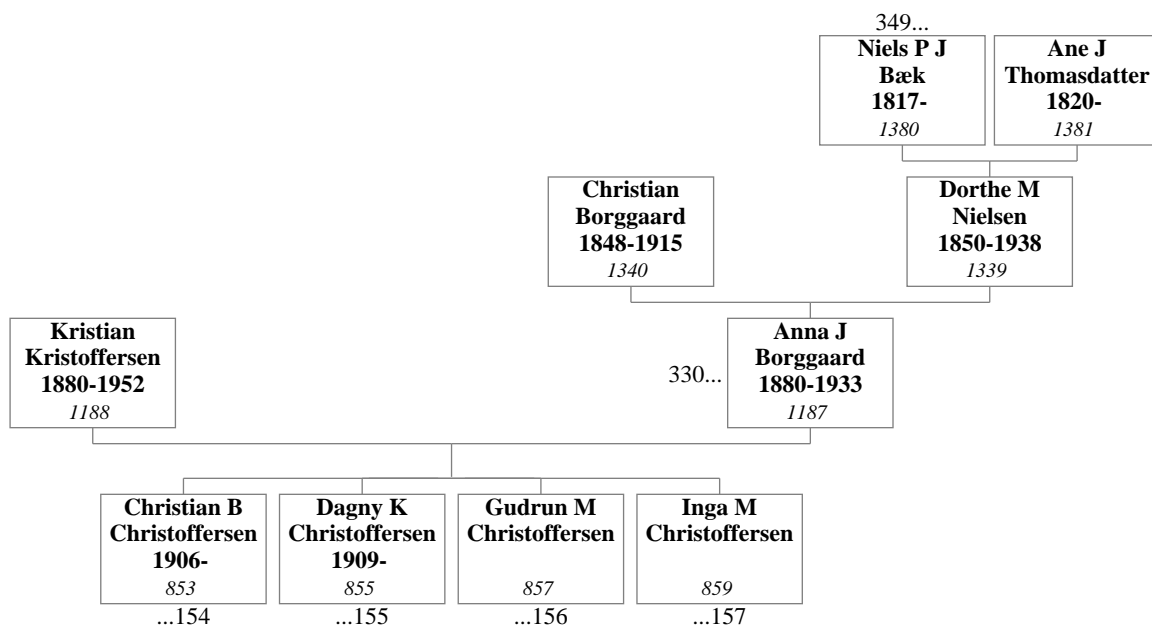 349...
Niels P J
Bæk
1817-
1380
Ane J
Thomasdatter
1820-
1381
Christian
Borggaard
1848-1915
1340
Dorthe M
Nielsen
1850-1938
1339
Kristian
Kristoffersen
1880-1952
1188
330...
Anna J
Borggaard
1880-1933
1187
Christian B
Christoffersen
1906-
853
...154
Dagny K
Christoffersen
1909-
855
...155
Gudrun M
Christoffersen
857
...156
Inga M
Christoffersen
859
...157